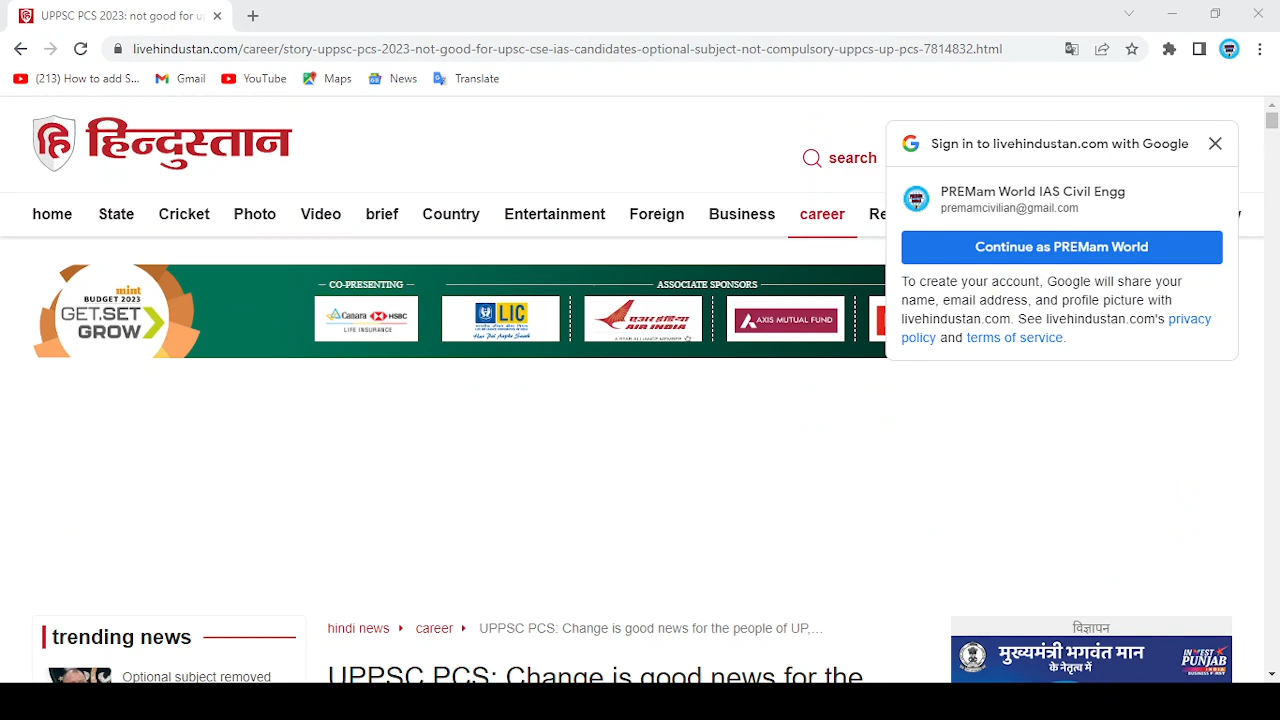 UPPSC PCS 2023: not good for u
livehindustan.com/career/story-uppsc-pcs-2023-not-good-for-upsc-cse-ias-candidates-optional-subject-not-compulsory-uppcs-up-pcs-7814832.html
(213) How to add S... Gmail YouTube Maps News Translate
हि हिन्दुस्तान
search
Sign in to livehindustan.com with Google
PREMam World IAS Civil Engg
premamcivilian@gmail.com
Continue as PREMam World
To create your account, Google will share your
name, email address, and profile picture with
livehindustan.com. See livehindustan.com's privacy
policy and terms of service.
home State Cricket Photo Video brief Country Entertainment Foreign Business career Re
mint
BUDGET 2023
GET.SET
GROW
CO-PRESENTING
ASSOCIATE SPONSORS
Canara HSBC
LIFE INSURANCE
LIC
एअर इंडिया
AIR INDIA
A STAR ALLIANCE MEMBER
AXIS MUTUAL FUND
trending news
Optional subject removed
hindi news career UPPSC PCS: Change is good news for the people of UP,...
UPPSC PCS: Change is good news for the
विज्ञापन
मुख्यमंत्री भगवंत मान
के नेतृत्व में
INVEST
PUNJAB
BUSINESS FIRST